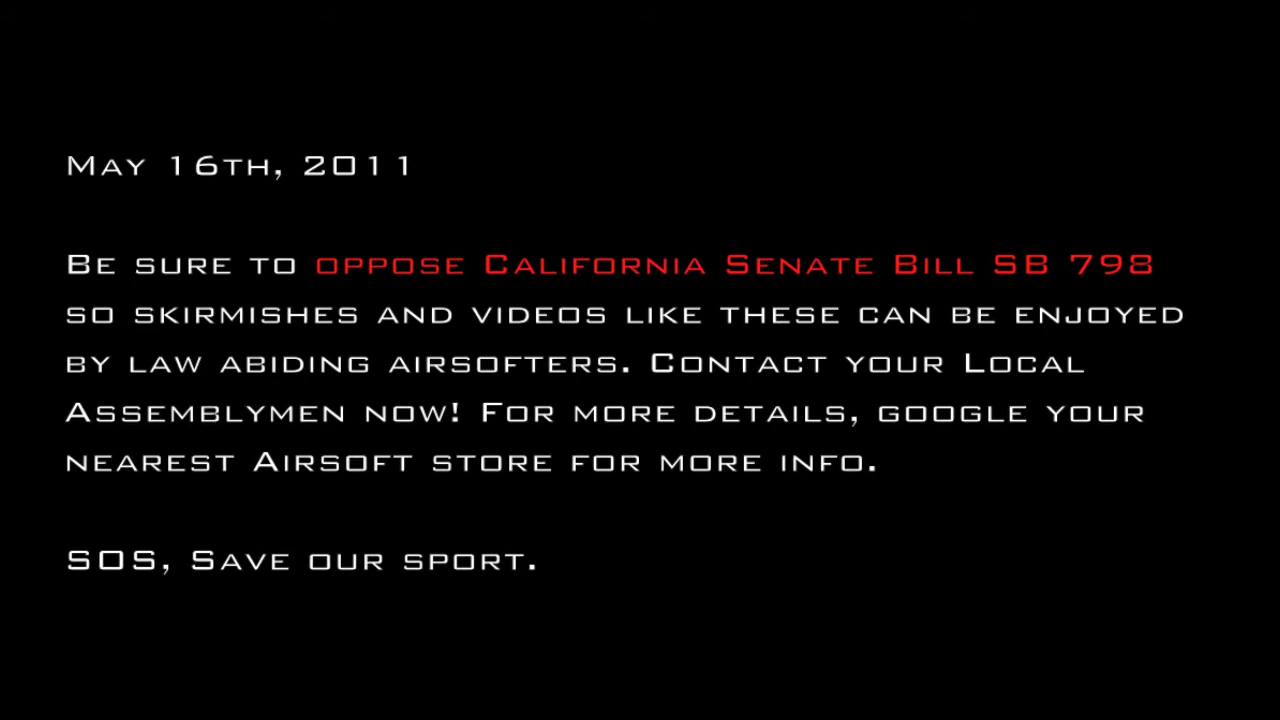 May 16th, 2011
Be sure to oppose California Senate Bill SB 798
so skirmishes and videos like these can be enjoyed
by law abiding airsofters. Contact your Local
Assemblymen now! For more details, google your
nearest Airsoft store for more info.
SOS, Save our sport.